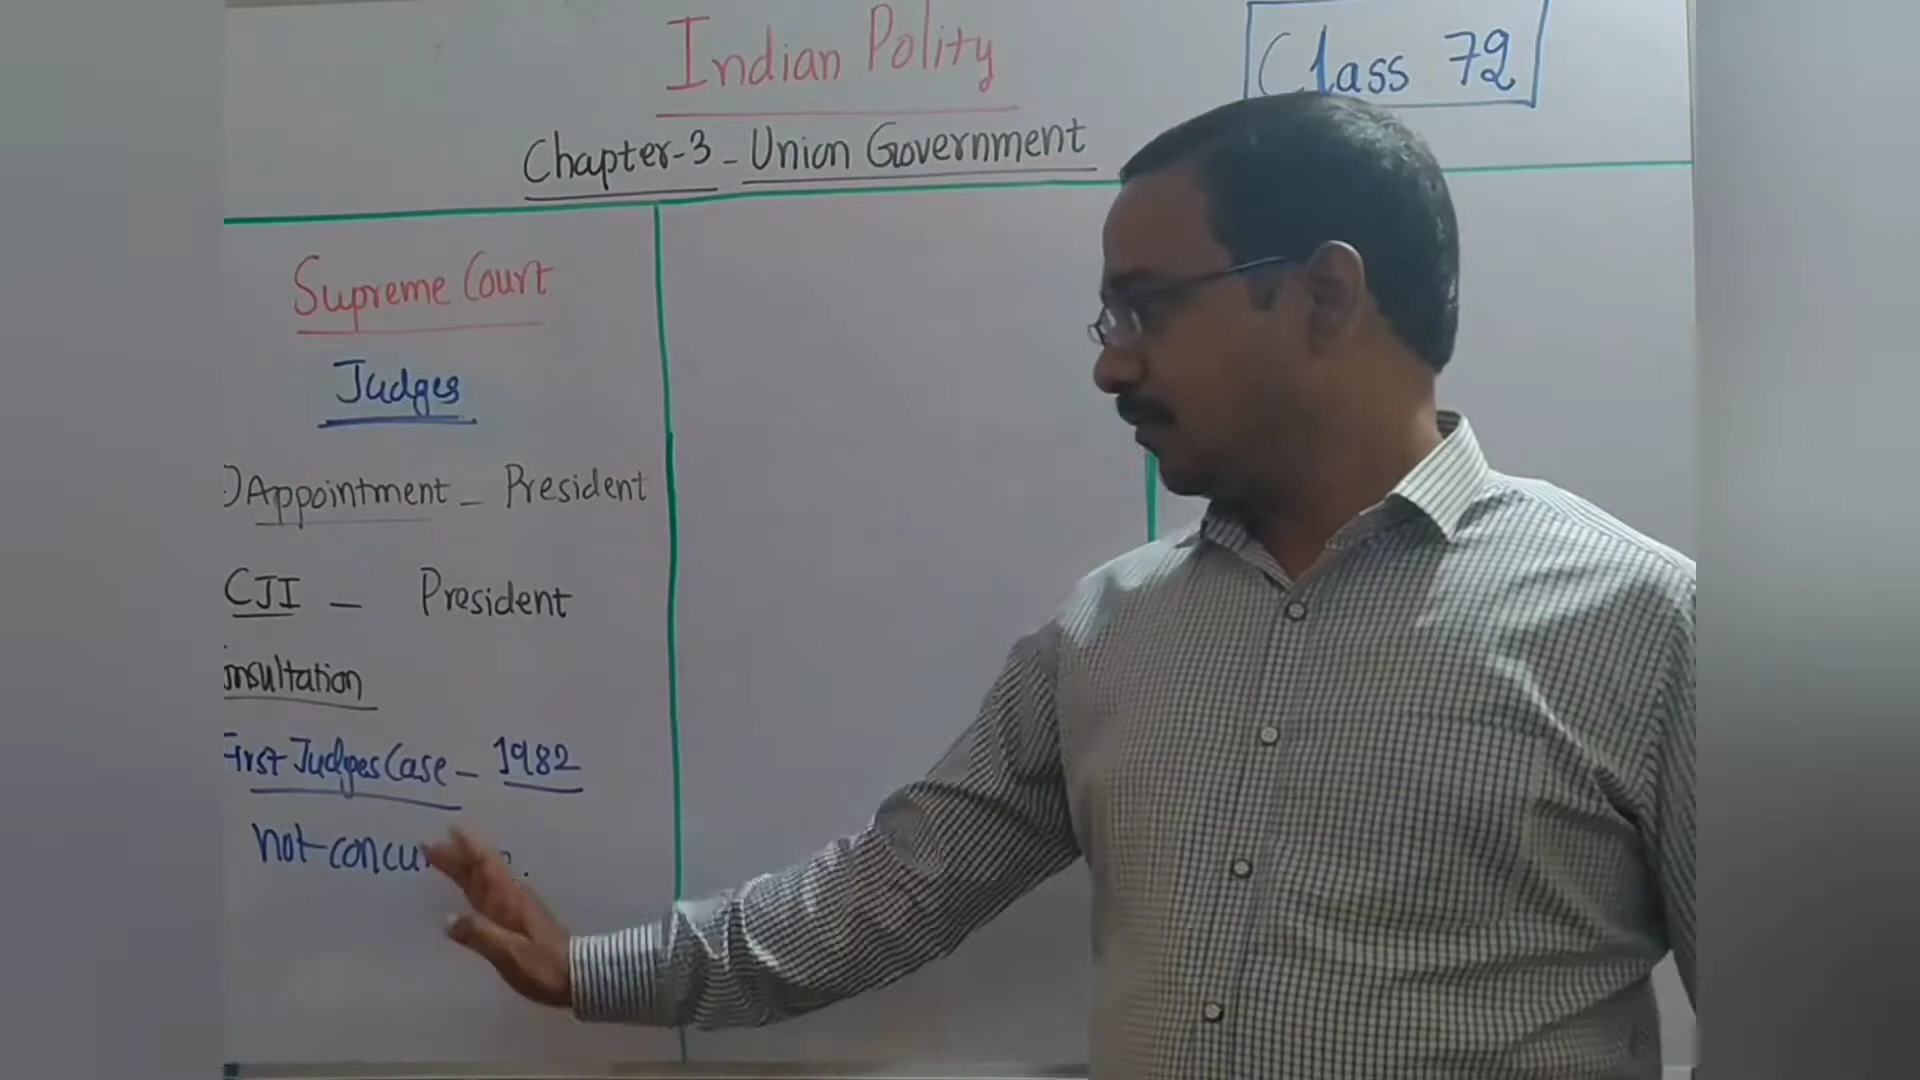 Indian Polity
Class 72
Chapter-3 - Union Government
Supreme Court
Judges
) Appointment - President
CJI - President
onsultation
First Judges Case - 1982
not concu